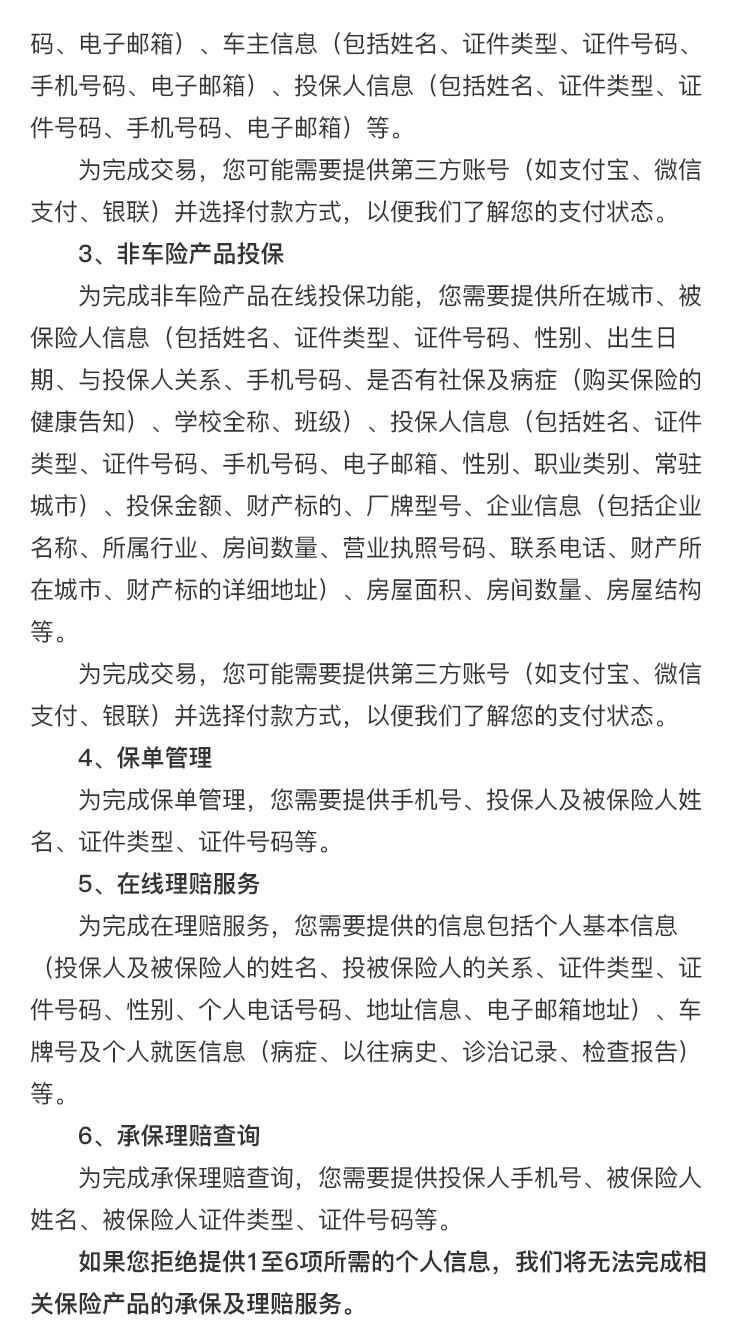 码、电子邮箱）、车主信息（包括姓名、证件类型、证件号码、
手机号码、电子邮箱）、投保人信息（包括姓名、证件类型、证
件号码、手机号码、电子邮箱）等。
为完成交易，您可能需要提供第三方账号（如支付宝、微信
支付、银联）并选择付款方式，以便我们了解您的支付状态。
3、非车险产品投保
为完成非车险产品在线投保功能，您需要提供所在城市、被
保险人信息（包括姓名、证件类型、证件号码、性别、出生日
期、与投保人关系、手机号码、是否有社保及病症（购买保险的
健康告知）、学校全称、班级）、投保人信息（包括姓名、证件
类型、证件号码、手机号码、电子邮箱、性别、职业类别、常驻
城市）、投保金额、财产标的、厂牌型号、企业信息（包括企业
名称、所属行业、房间数量、营业执照号码、联系电话、财产所
在城市、财产标的详细地址）、房屋面积、房间数量、房屋结构
等。
为完成交易，您可能需要提供第三方账号（如支付宝、微信
支付、银联）并选择付款方式，以便我们了解您的支付状态。
4、保单管理
为完成保单管理，您需要提供手机号、投保人及被保险人姓
名、证件类型、证件号码等。
5、在线理赔服务
为完成在理赔服务，您需要提供的信息包括个人基本信息
（投保人及被保险人的姓名、投被保险人的关系、证件类型、证
件号码、性别、个人电话号码、地址信息、电子邮箱地址）、车
牌号及个人就医信息（病症、以往病史、诊治记录、检查报告）
等。
6、承保理赔查询
为完成承保理赔查询，您需要提供投保人手机号、被保险人
姓名、被保险人证件类型、证件号码等。
如果您拒绝提供1至6项所需的个人信息，我们将无法完成相
关保险产品的承保及理赔服务。